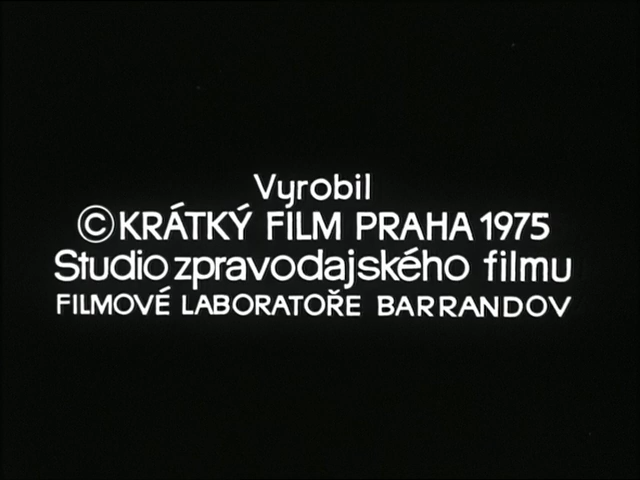 Vyrobil
© KRÁTKÝ FILM PRAHA 1975
Studio zpravodajského filmu
FILMOVÉ LABORATOŘE BARRANDOV